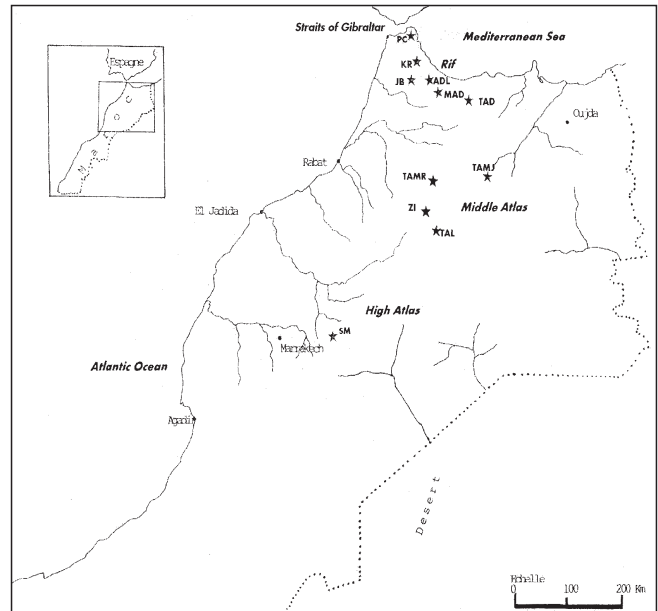 Straits of Gibraltar
Mediterranean Sea
PC
Espagne
KR
Rif
JB
ADL
MAD
TAD
Oujda
M a r o c
Rabat
TAMR
TAMJ
ZI
Middle Atlas
El Jadida
TAL
High Atlas
SM
Marrakech
Atlantic Ocean
Agadir
Desert
Echelle
0 100 200 Km